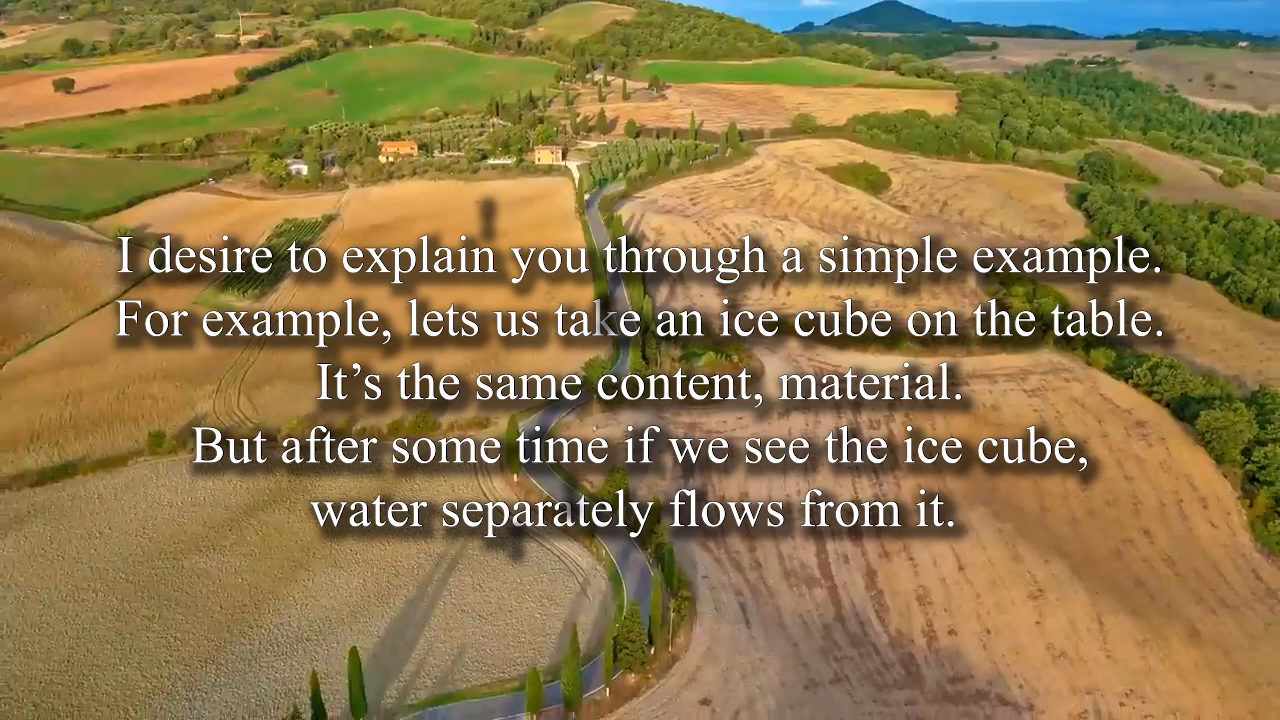 I desire to explain you through a simple example.
For example, lets us take an ice cube on the table.
It’s the same content, material.
But after some time if we see the ice cube,
water separately flows from it.